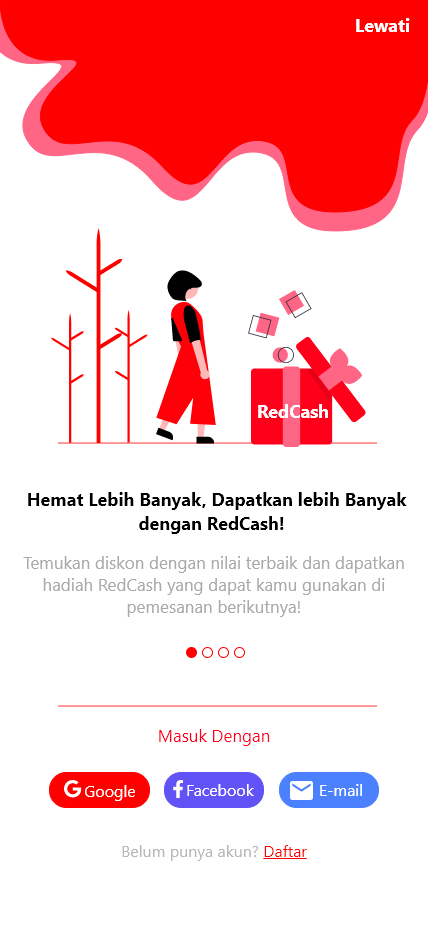 Lewati
RedCash
Hemat Lebih Banyak, Dapatkan lebih Banyak
dengan RedCash!
Temukan diskon dengan nilai terbaik dan dapatkan
hadiah RedCash yang dapat kamu gunakan di
pemesanan berikutnya!
Masuk Dengan
Google
Facebook
E-mail
Belum punya akun? Daftar